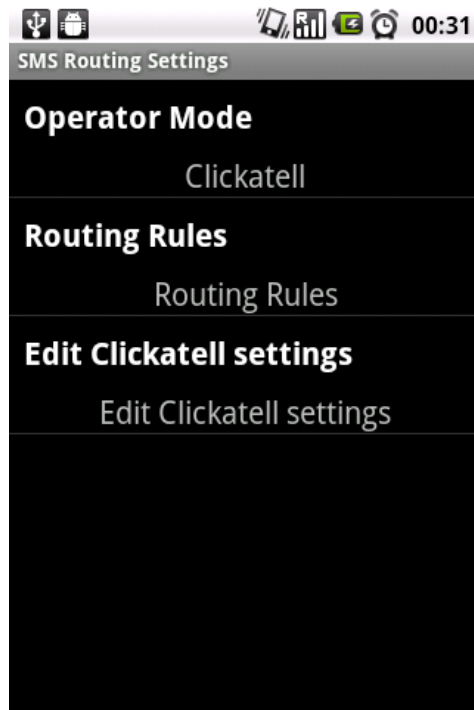 00:31
SMS Routing Settings
Operator Mode
Clickatell
Routing Rules
Routing Rules
Edit Clickatell settings
Edit Clickatell settings